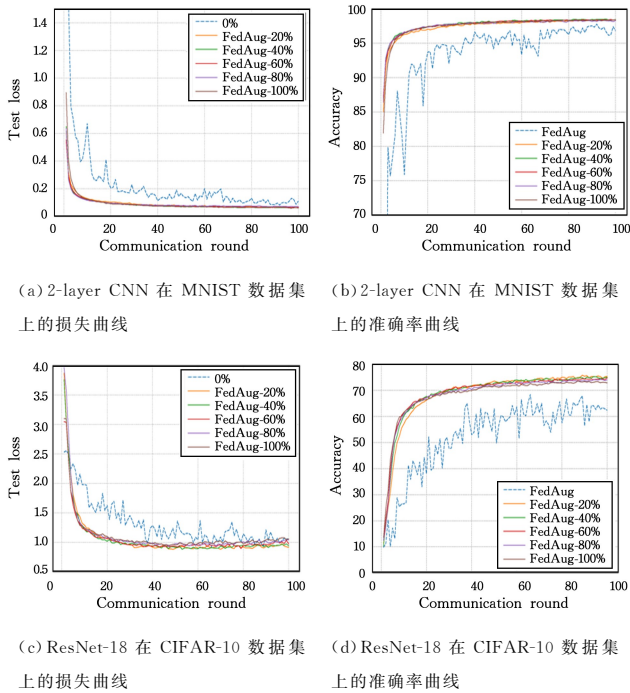 1.4
1.2
1.0
0.8
0.6
0.4
0.2
0
Test loss
0%
FedAug-20%
FedAug-40%
FedAug-60%
FedAug-80%
FedAug-100%
0 20 40 60 80 100
Communication round
100
95
90
85
80
75
70
Accuracy
FedAug
FedAug-20%
FedAug-40%
FedAug-60%
FedAug-80%
FedAug-100%
0 20 40 60 80 100
Communication round
(a)2-layer CNN 在 MNIST 数据集
上的损失曲线
(b)2-layer CNN 在 MNIST 数据集
上的准确率曲线
4.0
3.5
3.0
2.5
2.0
1.5
1.0
0.5
Test loss
0%
FedAug-20%
FedAug-40%
FedAug-60%
FedAug-80%
FedAug-100%
0 20 40 60 80 100
Communication round
80
70
60
50
40
30
20
10
0
Accuracy
FedAug
FedAug-20%
FedAug-40%
FedAug-60%
FedAug-80%
FedAug-100%
0 20 40 60 80 100
Communication round
(c)ResNet-18 在 CIFAR-10 数据集
上的损失曲线
(d)ResNet-18 在 CIFAR-10 数据集
上的准确率曲线